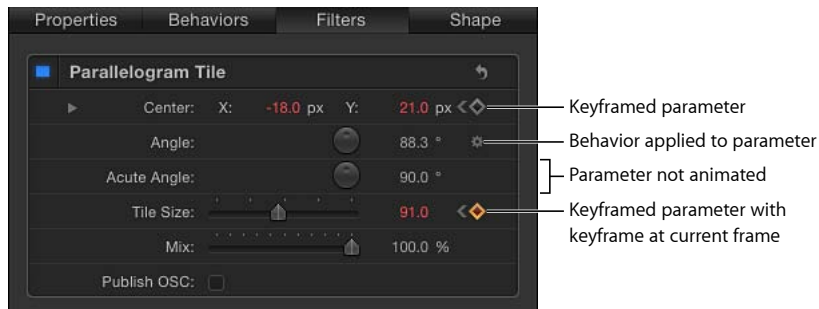 Properties Behaviors Filters Shape
Parallelogram Tile
Center: X: -18.0 px Y: 21.0 px
Keyframed parameter
Angle: 88.3 °
Behavior applied to parameter
Acute Angle: 90.0 °
Parameter not animated
Tile Size: 91.0
Keyframed parameter with
keyframe at current frame
Mix: 100.0 %
Publish OSC: